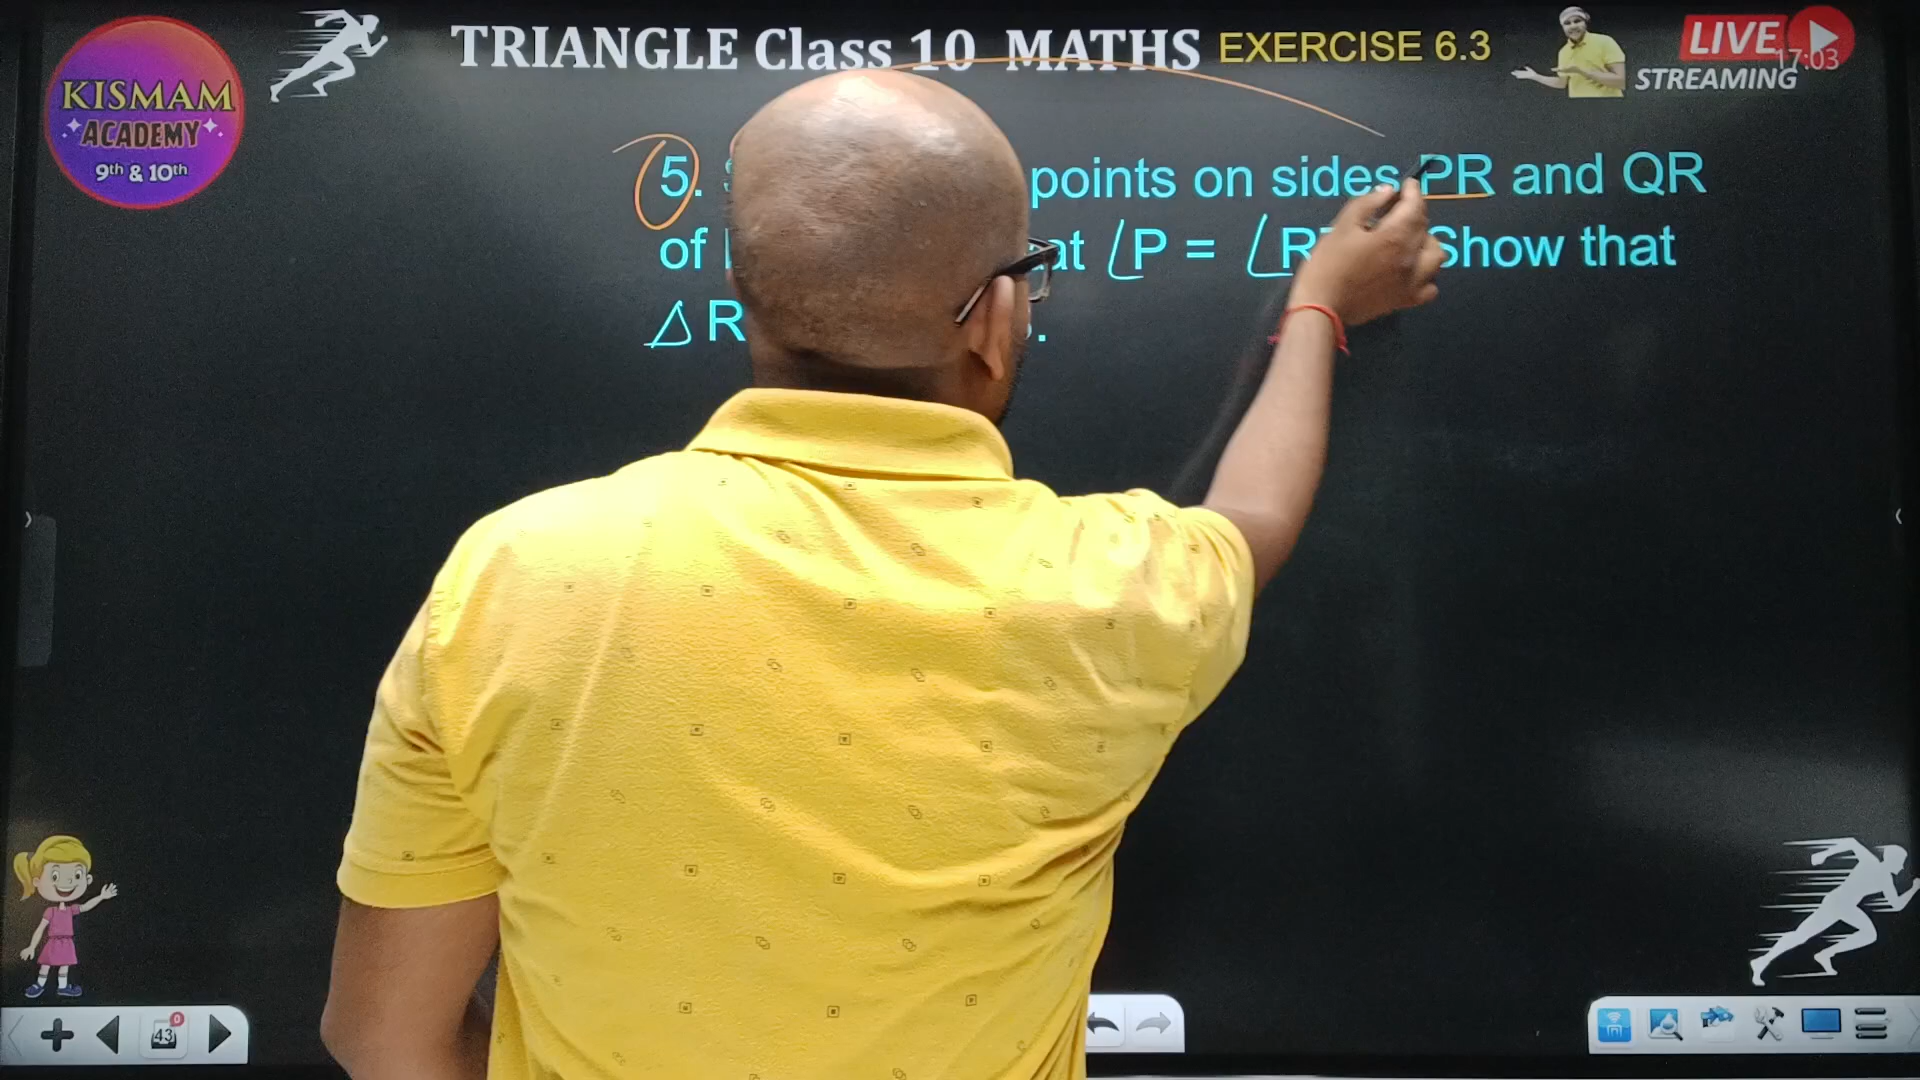 TRIANGLE Class 10 MATHS EXERCISE 6.3
LIVE
17:03
STREAMING
KISMAM
ACADEMY
9th & 10th
5. points on sides PR and QR
of at ∠P = ∠R Show that
△ R .
43
0